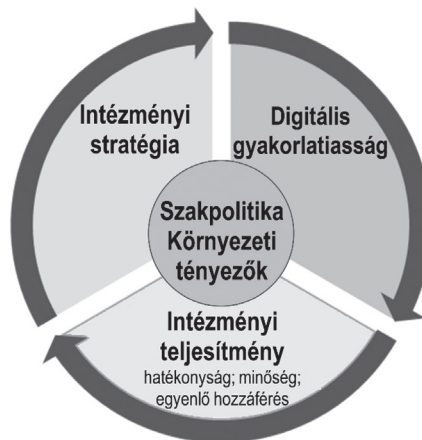 Intézményi
stratégia
Digitális
gyakorlatiasság
Szakpolitika
Környezeti
tényezők
Intézményi
teljesítmény
hatékonyság; minőség;
egyenlő hozzáférés